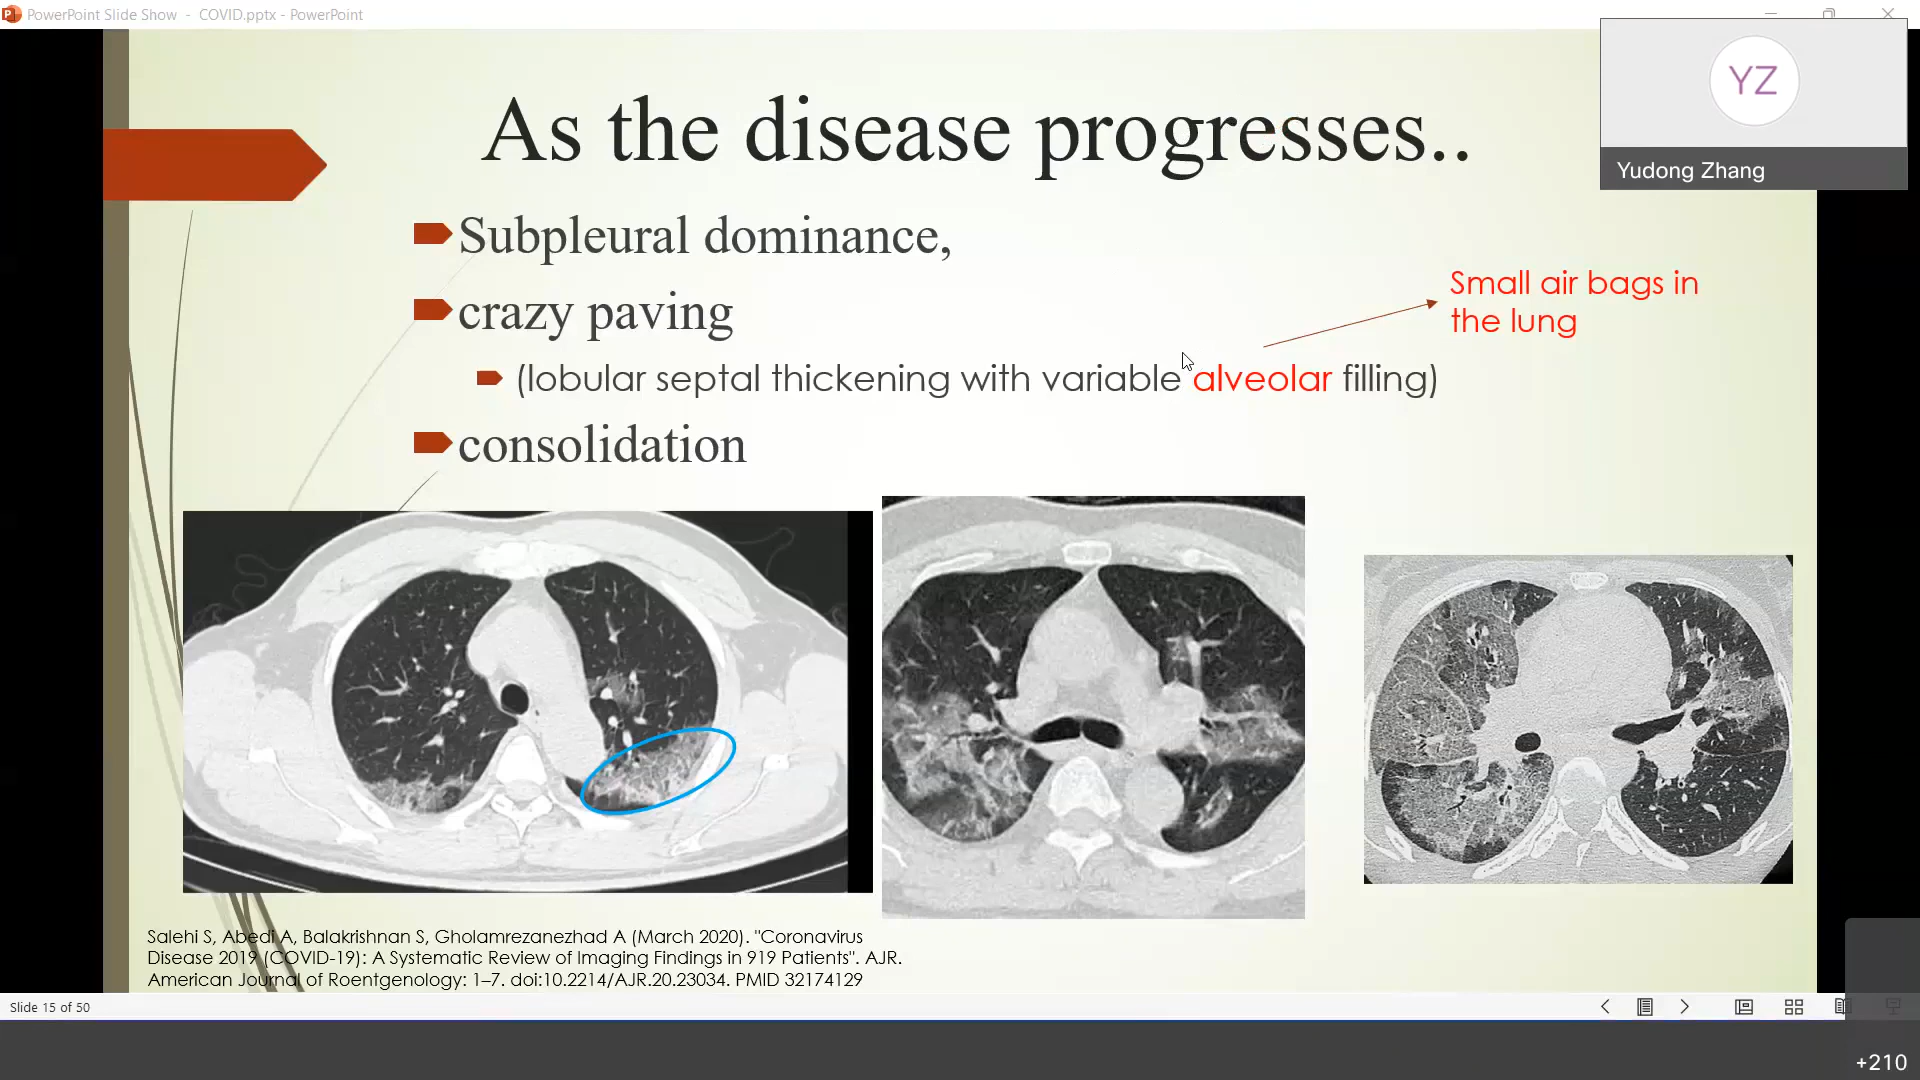 PowerPoint Slide Show - COVID.pptx - PowerPoint
YZ
Yudong Zhang
As the disease progresses..
Subpleural dominance,
crazy paving
(lobular septal thickening with variable alveolar filling)
Small air bags in
the lung
consolidation
Salehi S, Abedi A, Balakrishnan S, Gholamrezanezhad A (March 2020). "Coronavirus
Disease 2019 (COVID-19): A Systematic Review of Imaging Findings in 919 Patients". AJR.
American Journal of Roentgenology: 1–7. doi:10.2214/AJR.20.23034. PMID 32174129
Slide 15 of 50
+210